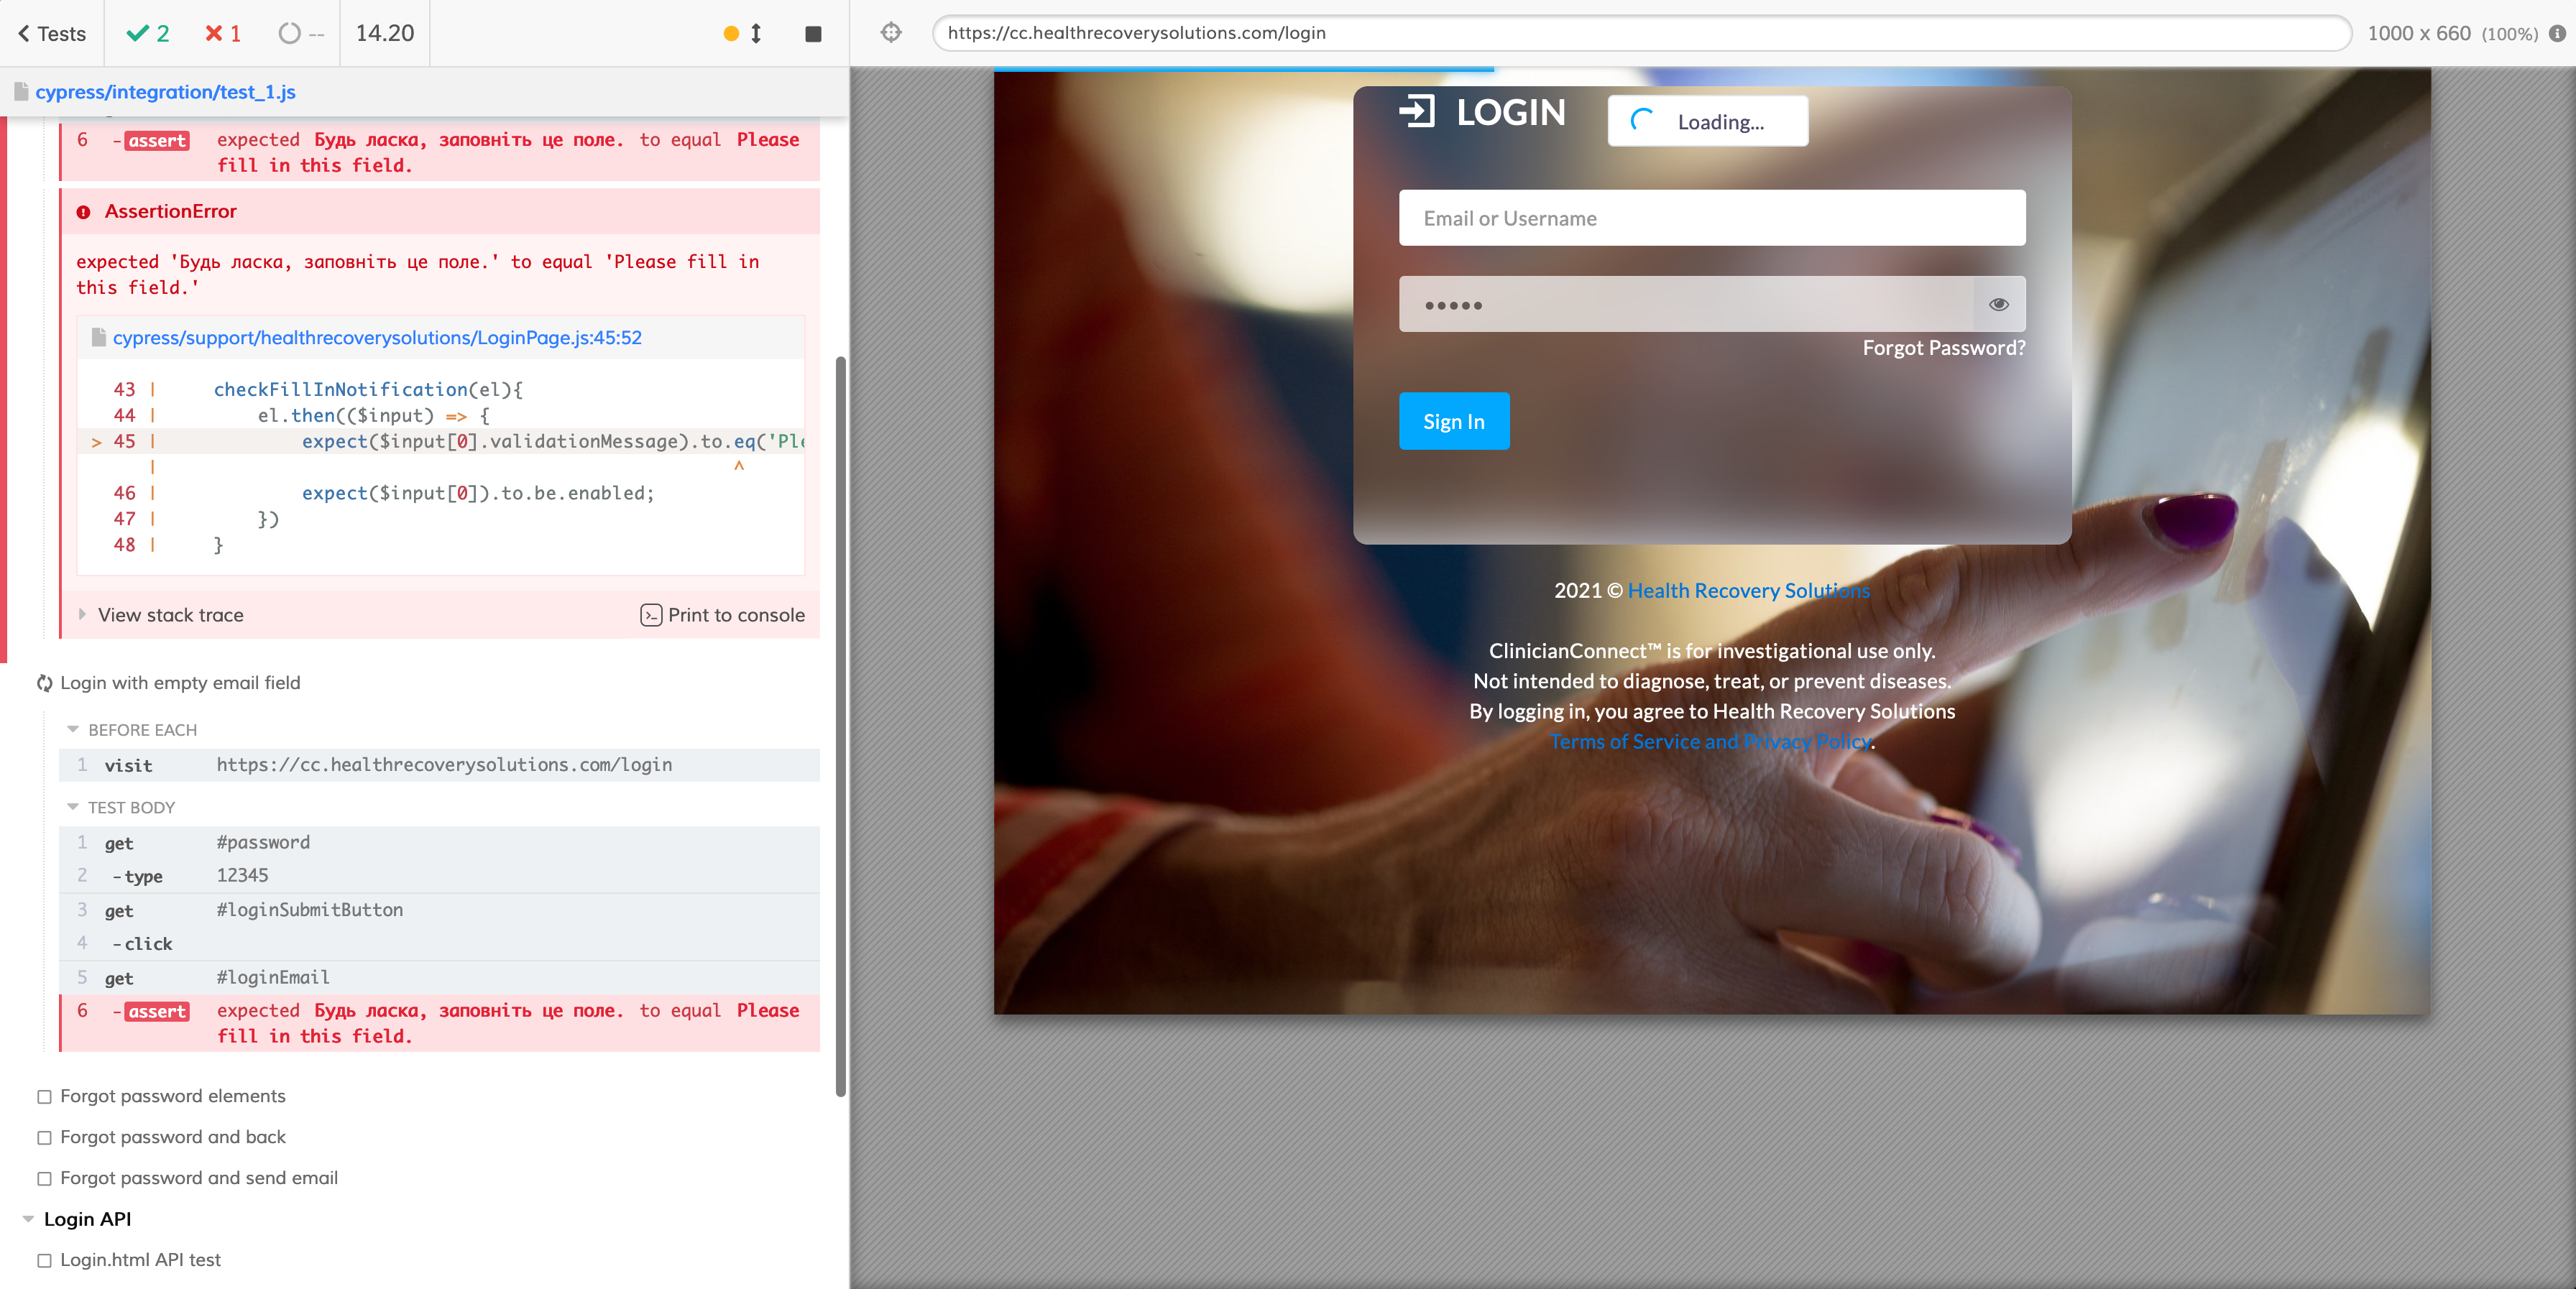 Tests
2
1
--
14.20
cypress/integration/test_1.js
6 -assert expected Будь ласка, заповніть це поле. to equal Please
fill in this field.
AssertionError
expected 'Будь ласка, заповніть це поле.' to equal 'Please fill in
this field.'
cypress/support/healthrecoverysolutions/LoginPage.js:45:52
43 | checkFillInNotification(el){
44 | el.then(($input) => {
> 45 | expect($input[0].validationMessage).to.eq('Ple
| ^
46 | expect($input[0]).to.be.enabled;
47 | })
48 | }
View stack trace
Print to console
Login with empty email field
BEFORE EACH
1 visit https://cc.healthrecoverysolutions.com/login
TEST BODY
1 get #password
2 -type 12345
3 get #loginSubmitButton
4 -click
5 get #loginEmail
6 -assert expected Будь ласка, заповніть це поле. to equal Please
fill in this field.
Forgot password elements
Forgot password and back
Forgot password and send email
Login API
Login.html API test
https://cc.healthrecoverysolutions.com/login
1000 x 660 (100%)
LOGIN
Loading...
Email or Username
•••••
Forgot Password?
Sign In
2021 © Health Recovery Solutions
ClinicianConnect™ is for investigational use only.
Not intended to diagnose, treat, or prevent diseases.
By logging in, you agree to Health Recovery Solutions
Terms of Service and Privacy Policy.